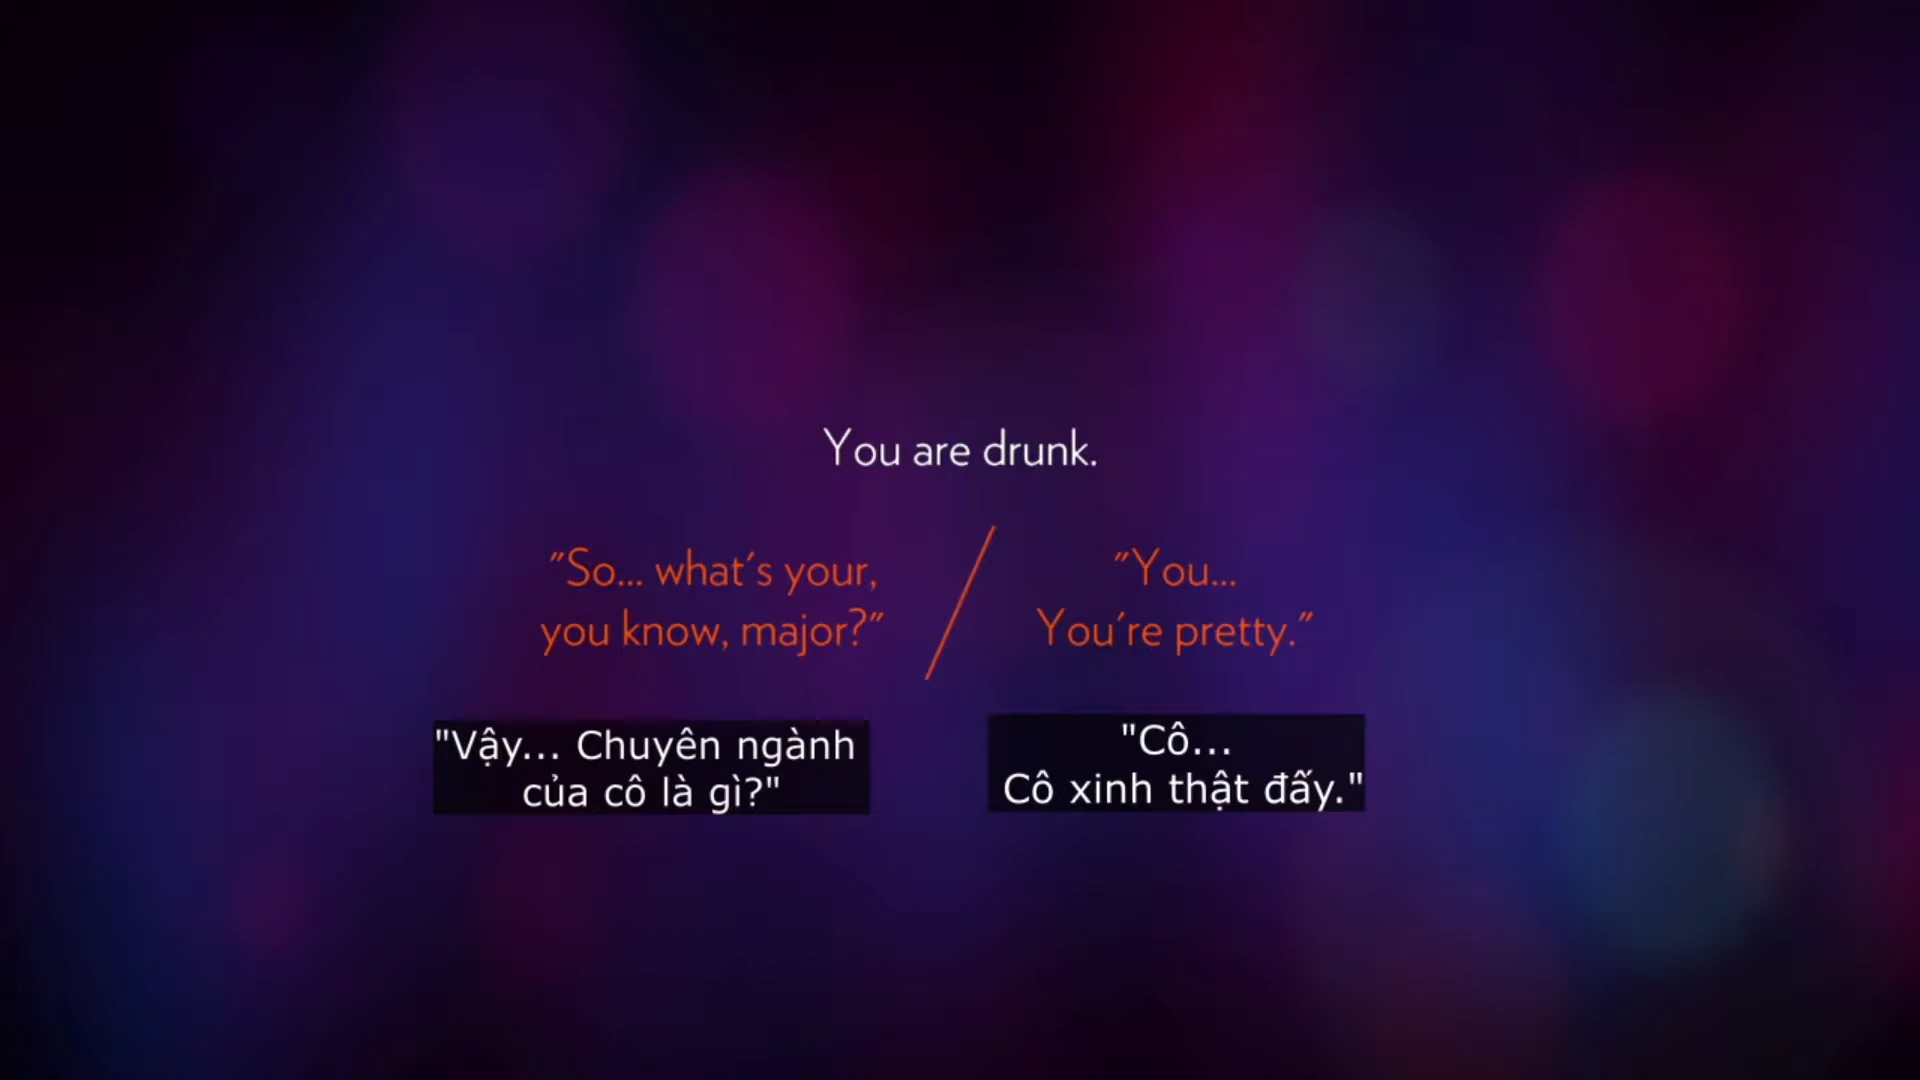 You are drunk.
"So... what's your,
you know, major?"
"You...
You're pretty."
"Vậy... Chuyên ngành
của cô là gì?"
"Cô...
Cô xinh thật đấy."